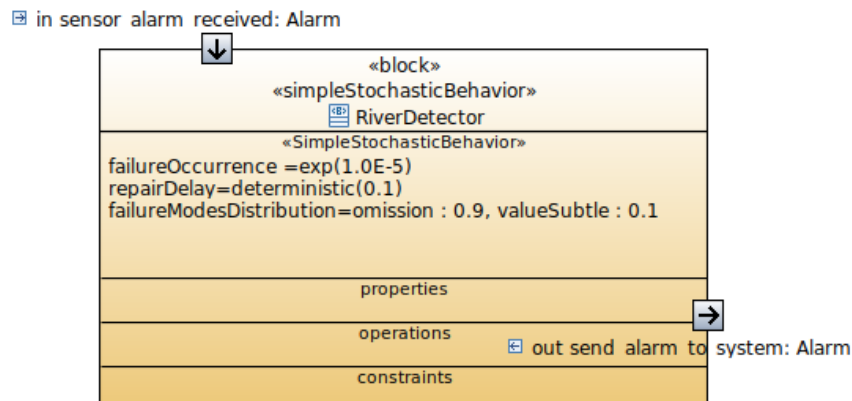 in sensor alarm received: Alarm
«block»
«simpleStochasticBehavior»
RiverDetector
«SimpleStochasticBehavior»
failureOccurrence =exp(1.0E-5)
repairDelay=deterministic(0.1)
failureModesDistribution=omission : 0.9, valueSubtle : 0.1
properties
operations
out send alarm to system: Alarm
constraints